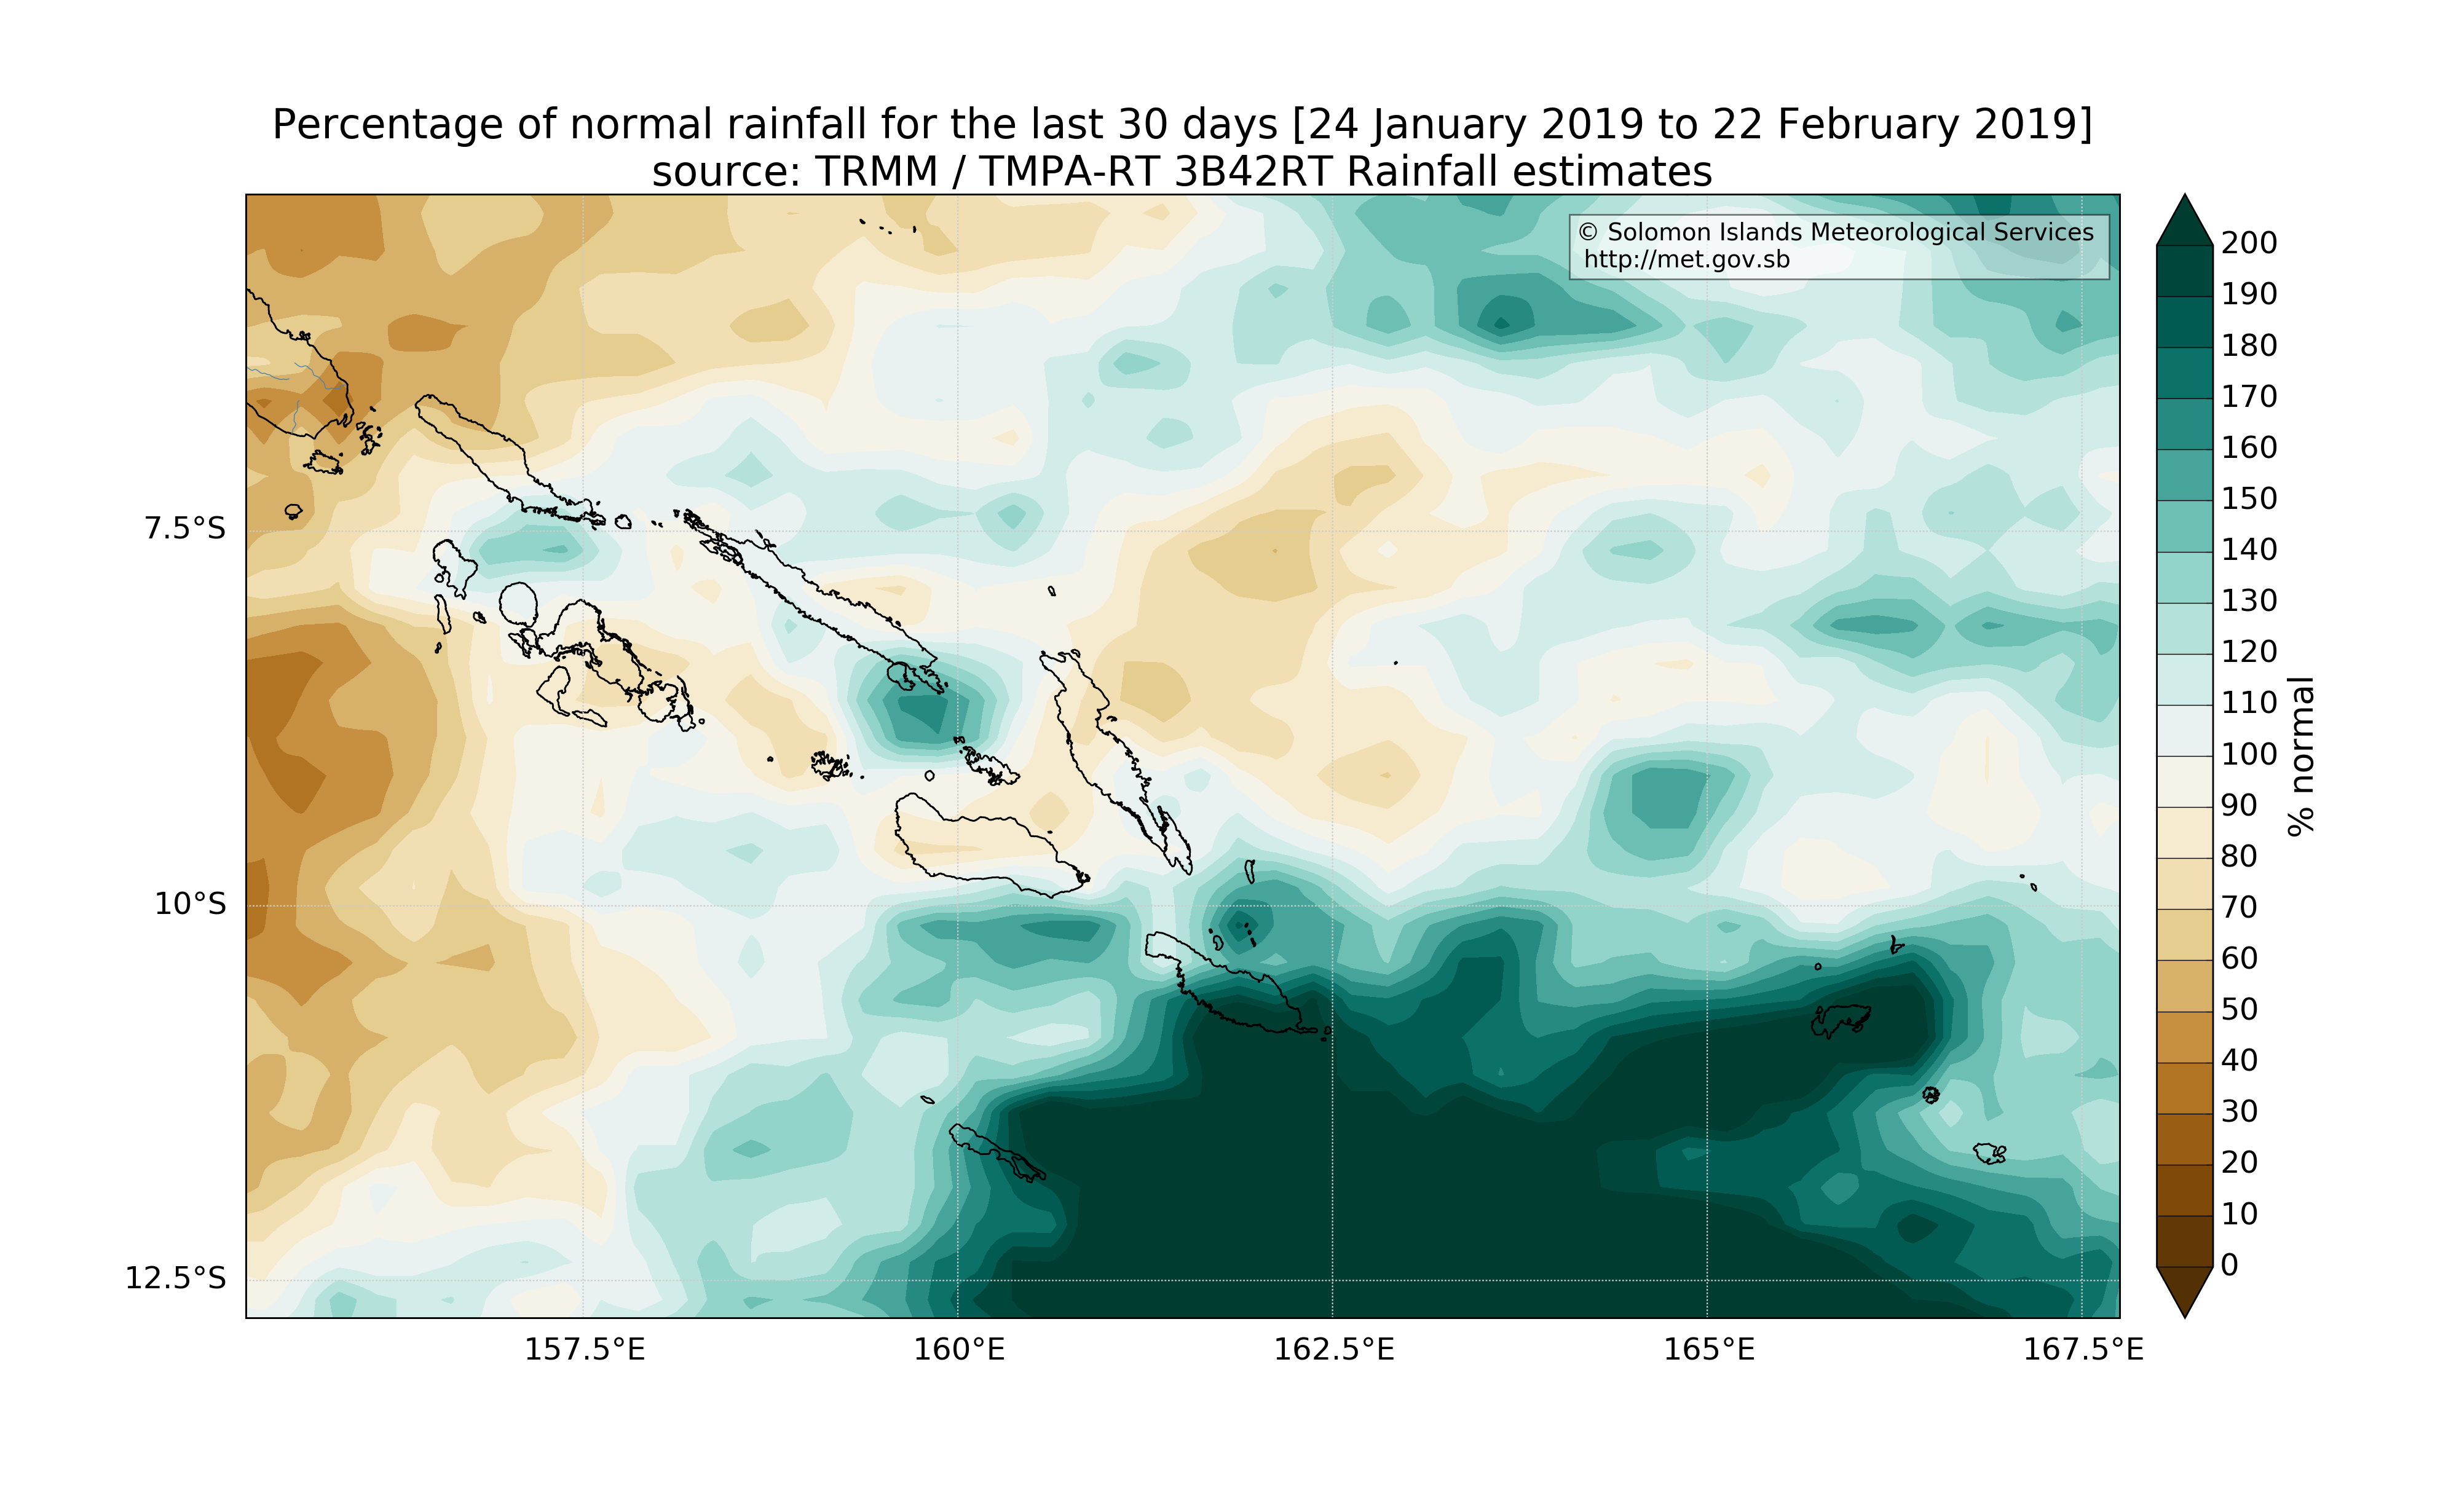 Percentage of normal rainfall for the last 30 days [24 January 2019 to 22 February 2019]
source: TRMM / TMPA-RT 3B42RT Rainfall estimates
© Solomon Islands Meteorological Services
http://met.gov.sb
7.5°S
10°S
12.5°S
157.5°E
160°E
162.5°E
165°E
167.5°E
200
190
180
170
160
150
140
130
120
110
100
90
80
70
60
50
40
30
20
10
0
% normal